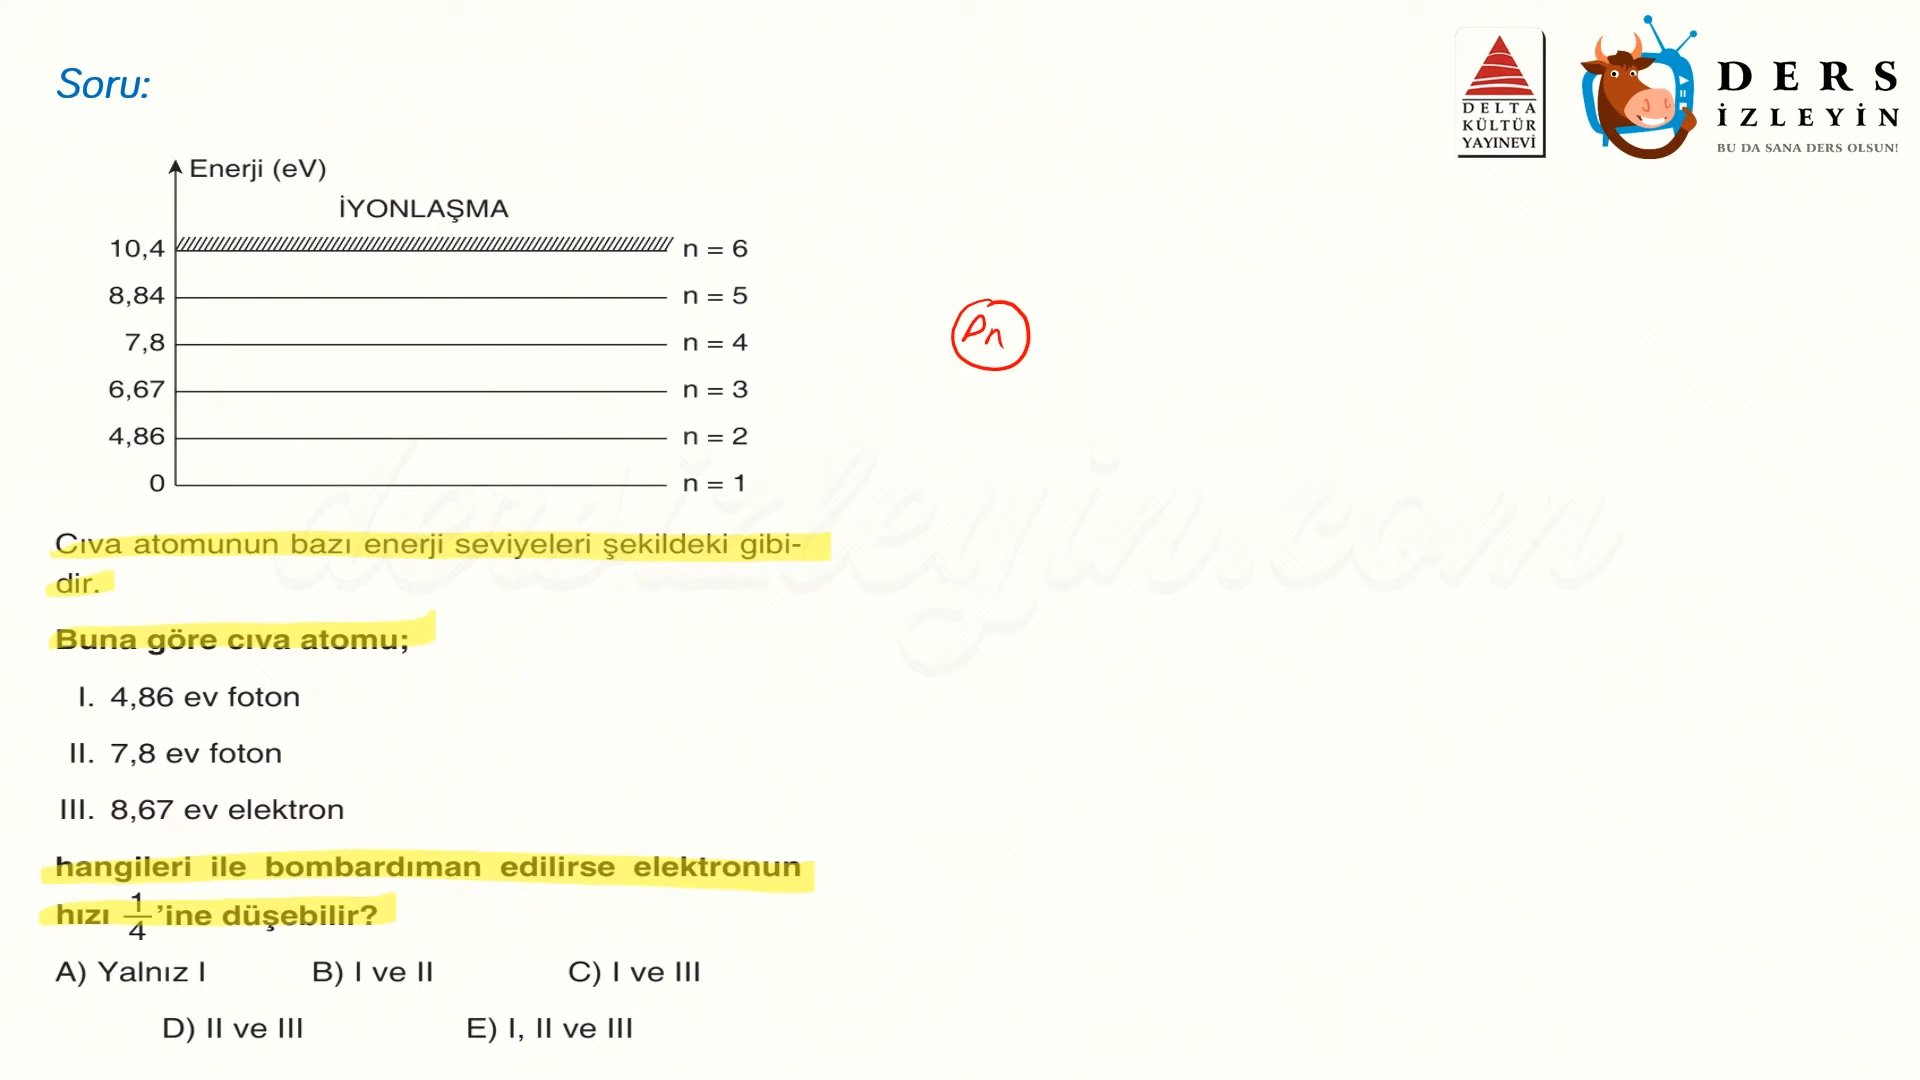 Soru:
DELTA
KÜLTÜR
YAYINEVİ
DERS
İZLEYİN
BU DA SANA DERS OLSUN!
Enerji (eV)
İYONLAŞMA
10,4 n = 6
8,84 n = 5
7,8 n = 4
6,67 n = 3
4,86 n = 2
0 n = 1
dersizleyin.com
Cıva atomunun bazı enerji seviyeleri şekildeki gibi-
dir.
Buna göre cıva atomu;
I. 4,86 ev foton
II. 7,8 ev foton
III. 8,67 ev elektron
hangileri ile bombardıman edilirse elektronun
hızı 1/4 'ine düşebilir?
A) Yalnız I B) I ve II C) I ve III
D) II ve III E) I, II ve III